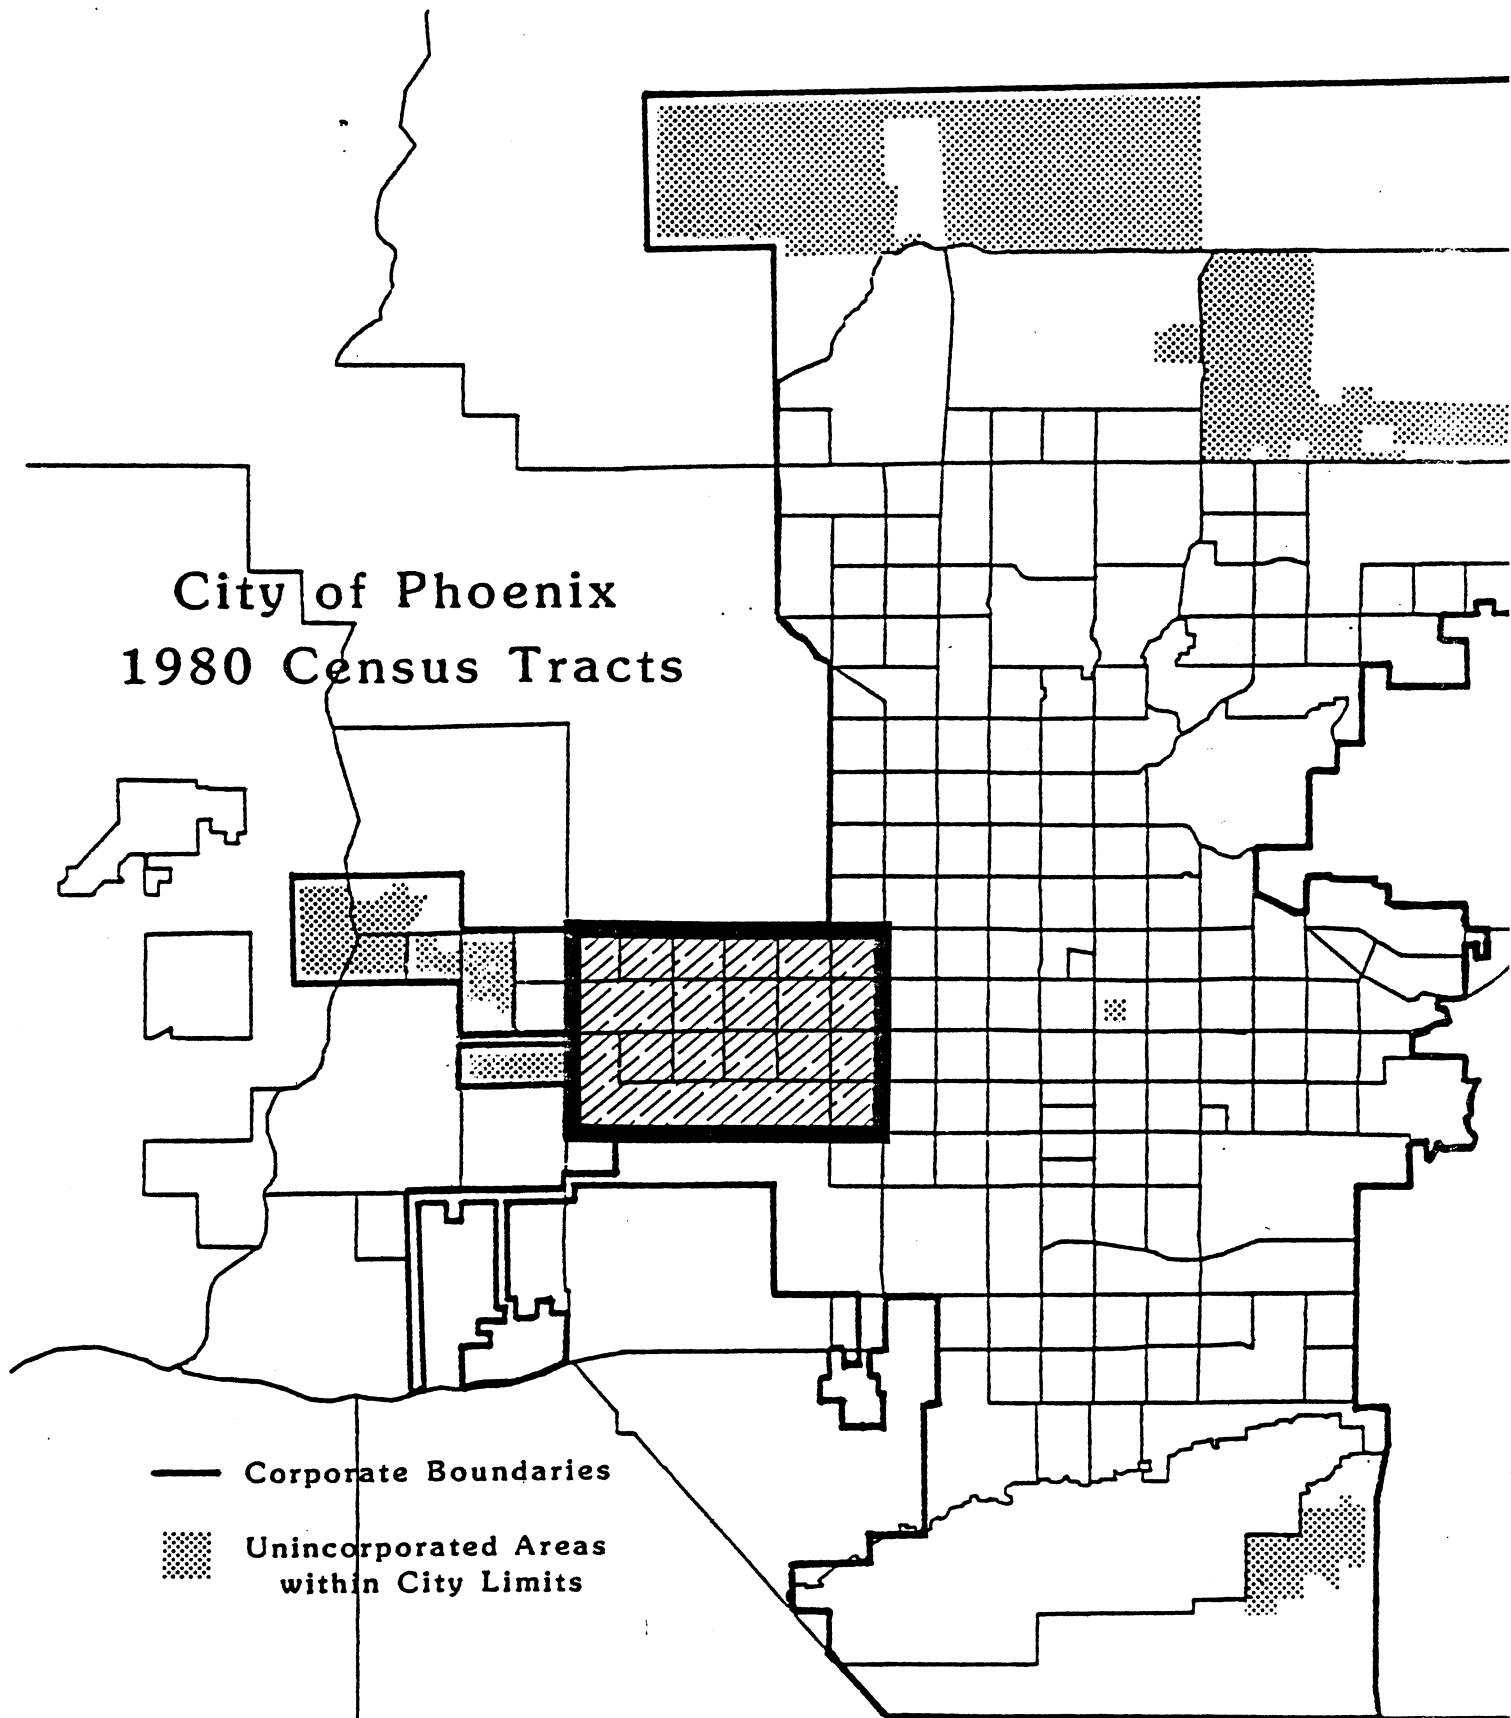 City of Phoenix
1980 Census Tracts
Corporate Boundaries
Unincorporated Areas
within City Limits